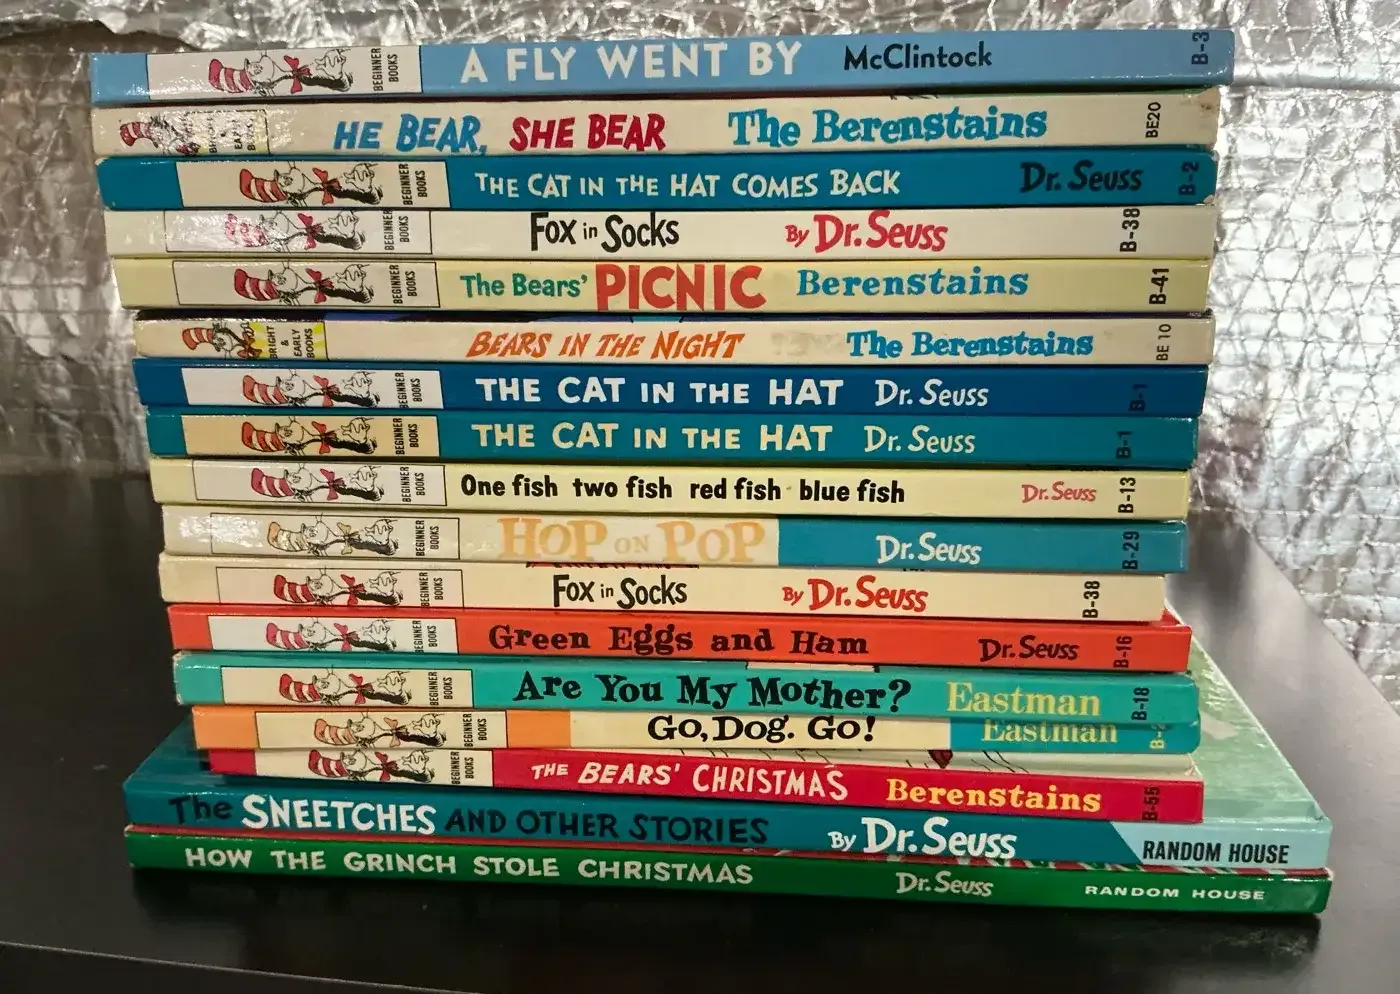 BEGINNER BOOKS A FLY WENT BY McClintock B-3
HE BEAR, SHE BEAR The Berenstains BE20
BEGINNER BOOKS THE CAT IN THE HAT COMES BACK Dr. Seuss B-2
BEGINNER BOOKS Fox in Socks By Dr. Seuss B-38
BEGINNER BOOKS The Bears' PICNIC Berenstains B-41
BRIGHT & EARLY BOOKS BEARS IN THE NIGHT The Berenstains BE 10
BEGINNER BOOKS THE CAT IN THE HAT Dr. Seuss B-1
BEGINNER BOOKS THE CAT IN THE HAT Dr. Seuss B-1
BEGINNER BOOKS One fish two fish red fish blue fish Dr. Seuss B-13
BEGINNER BOOKS HOP ON POP Dr. Seuss B-29
BEGINNER BOOKS Fox in Socks By Dr. Seuss B-38
BEGINNER BOOKS Green Eggs and Ham Dr. Seuss B-16
BEGINNER BOOKS Are You My Mother? Eastman B-18
BEGINNER BOOKS Go, Dog. Go! Eastman
BEGINNER BOOKS THE BEARS' CHRISTMAS Berenstains B-55
The SNEETCHES AND OTHER STORIES By Dr. Seuss RANDOM HOUSE
HOW THE GRINCH STOLE CHRISTMAS Dr. Seuss RANDOM HOUSE